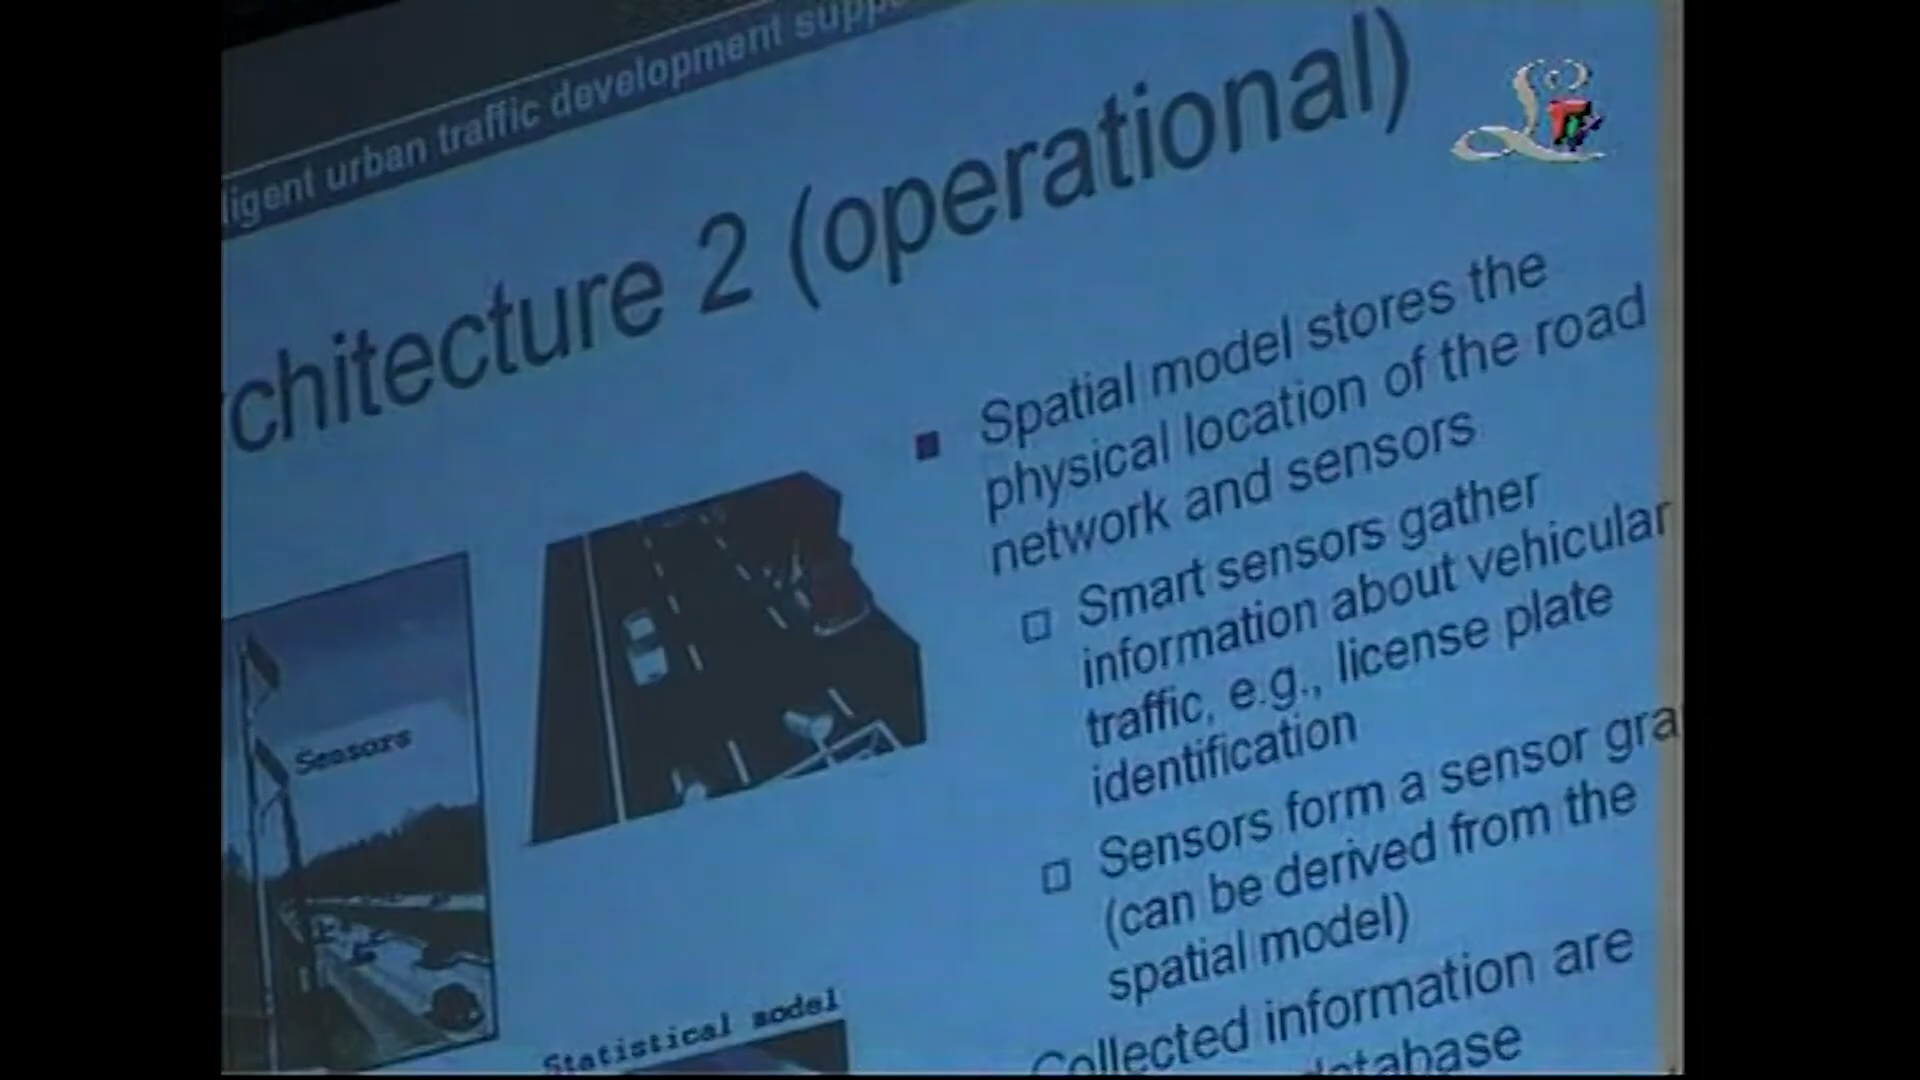 ligent urban traffic development supp
chitecture 2 (operational)
Spatial model stores the
physical location of the road
network and sensors
Smart sensors gather
information about vehicular
traffic, e.g., license plate
identification
Sensors form a sensor gra
(can be derived from the
spatial model)
Collected information are
database
Sensors
Statistical model